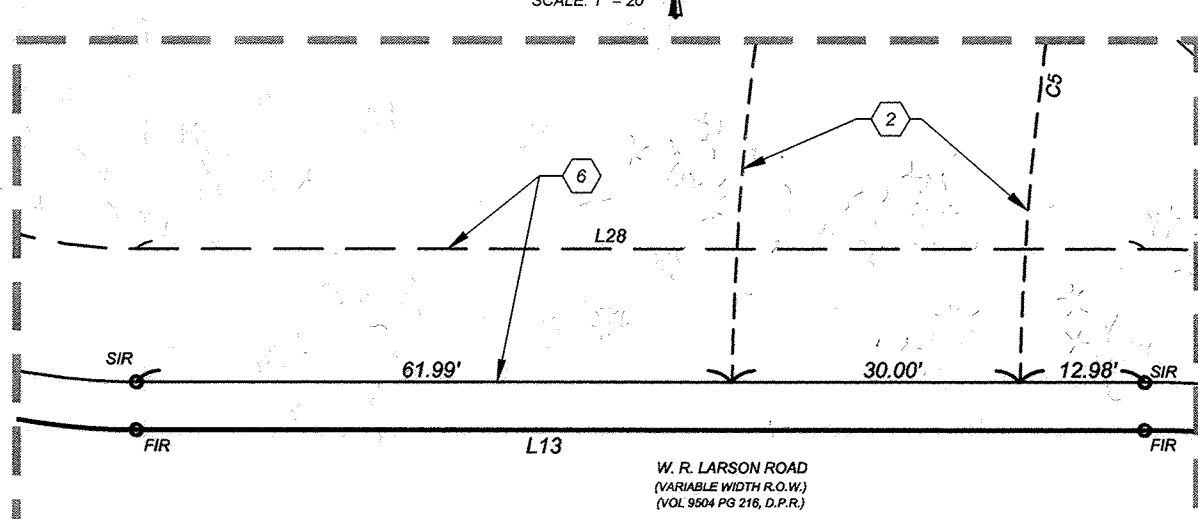 SCALE: 1" = 20'
C5
2
6
L28
SIR
61.99'
30.00'
12.98'
SIR
FIR
L13
FIR
W. R. LARSON ROAD
(VARIABLE WIDTH R.O.W.)
(VOL 9504 PG 216, D.P.R.)